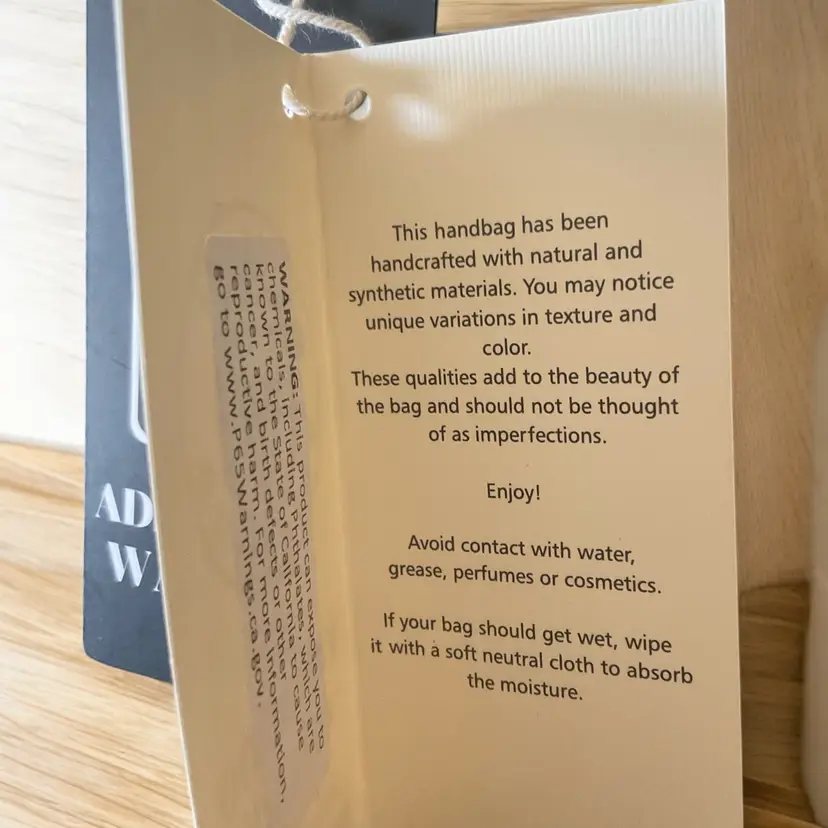 WARNING: This product can expose you to
chemicals, including Phthalates, which are
known to the State of California to cause
cancer, and birth defects or other
reproductive harm. For more information,
go to www.P65Warnings.ca.gov.
This handbag has been
handcrafted with natural and
synthetic materials. You may notice
unique variations in texture and
color.
These qualities add to the beauty of
the bag and should not be thought
of as imperfections.
Enjoy!
Avoid contact with water,
grease, perfumes or cosmetics.
If your bag should get wet, wipe
it with a soft neutral cloth to absorb
the moisture.
AD
W